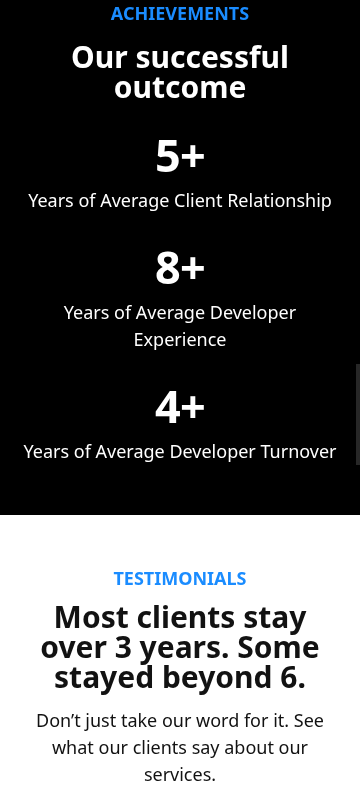 ACHIEVEMENTS
Our successful
outcome
5+
Years of Average Client Relationship
8+
Years of Average Developer
Experience
4+
Years of Average Developer Turnover
TESTIMONIALS
Most clients stay
over 3 years. Some
stayed beyond 6.
Don’t just take our word for it. See
what our clients say about our
services.